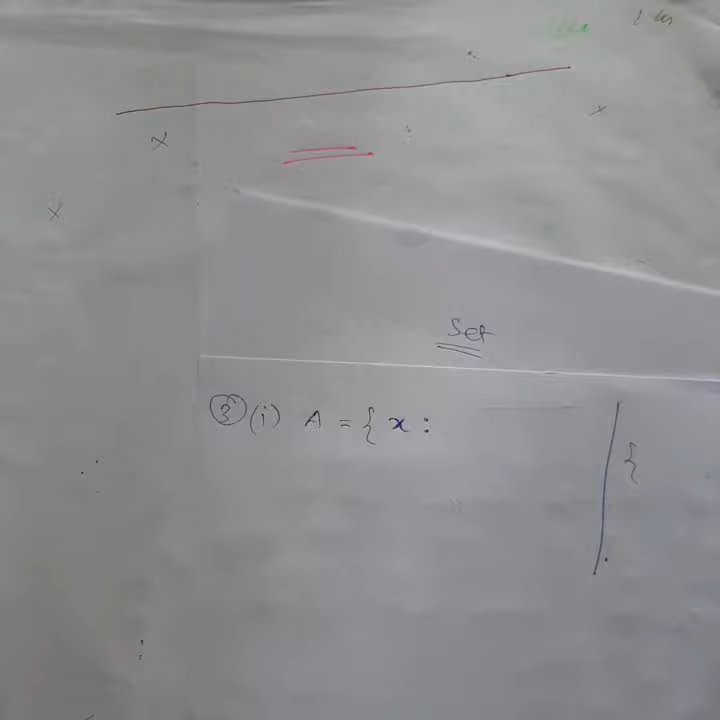 Set
③ (i) A = { x :
{